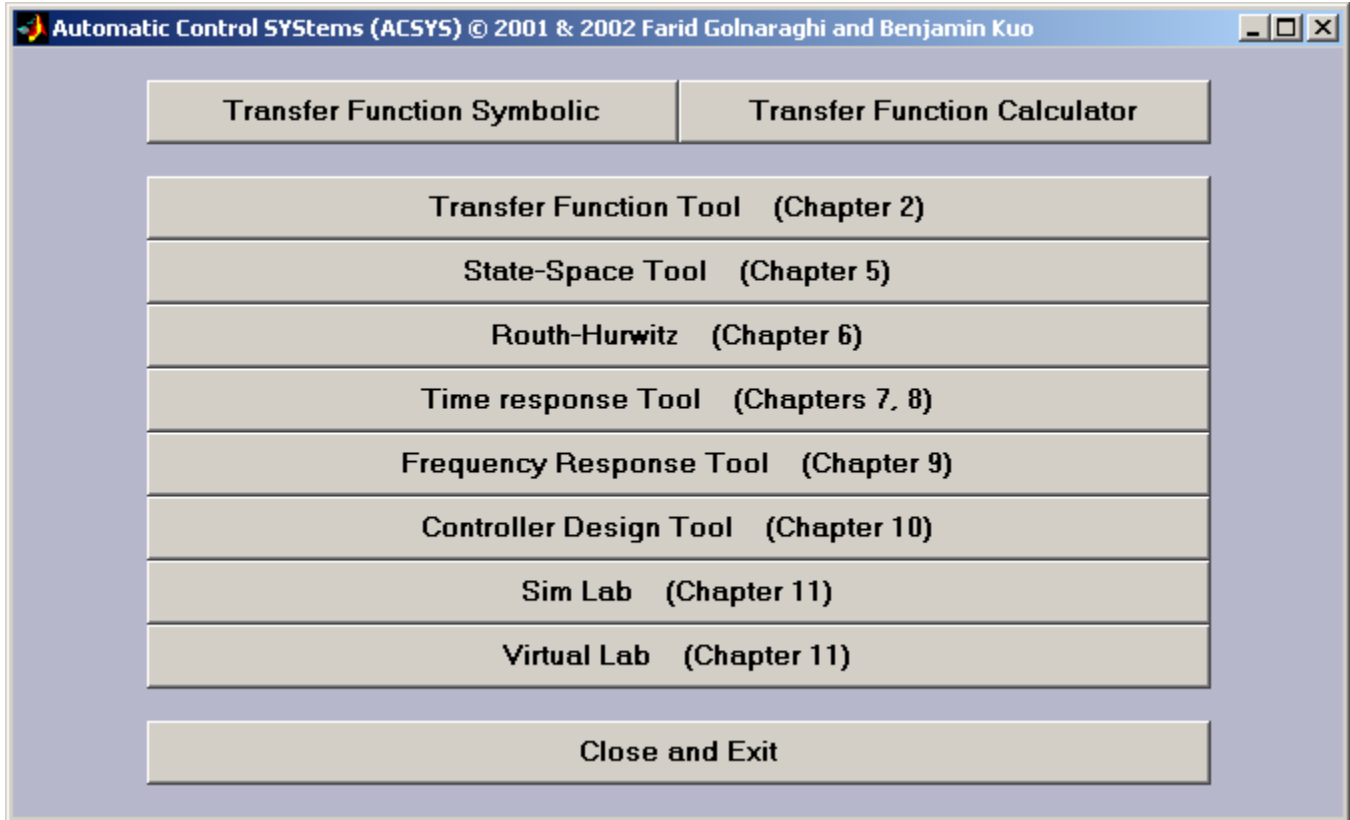 Automatic Control SYStems (ACSYS) © 2001 & 2002 Farid Golnaraghi and Benjamin Kuo
Transfer Function Symbolic Transfer Function Calculator
Transfer Function Tool (Chapter 2)
State-Space Tool (Chapter 5)
Routh-Hurwitz (Chapter 6)
Time response Tool (Chapters 7, 8)
Frequency Response Tool (Chapter 9)
Controller Design Tool (Chapter 10)
Sim Lab (Chapter 11)
Virtual Lab (Chapter 11)
Close and Exit